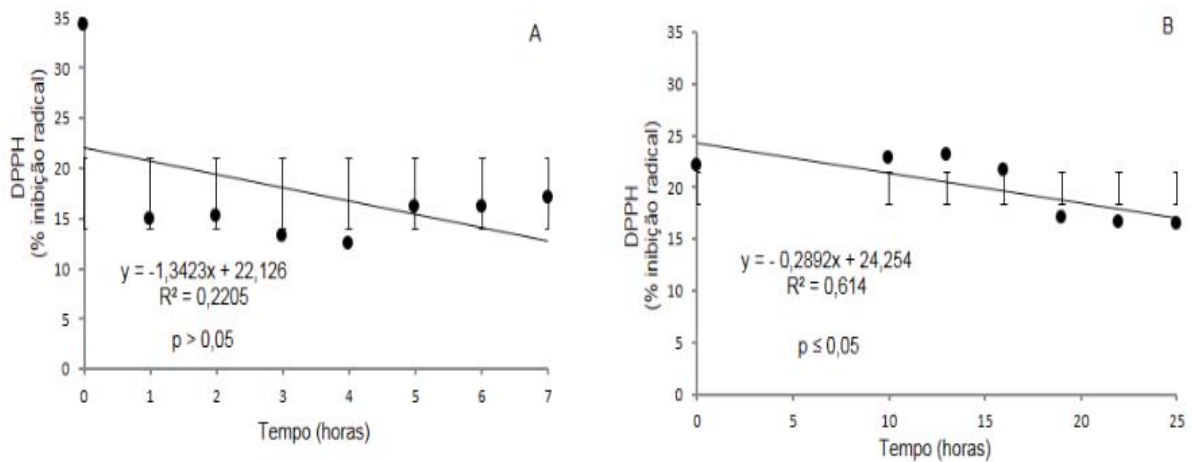 A
DPPH
(% inibição radical)
35
30
25
20
15
10
5
0
y = -1,3423x + 22,126
R² = 0,2205
p > 0,05
0 1 2 3 4 5 6 7
Tempo (horas)
B
DPPH
(% inibição radical)
35
30
25
20
15
10
5
0
y = - 0,2892x + 24,254
R² = 0,614
p ≤ 0,05
0 5 10 15 20 25
Tempo (horas)